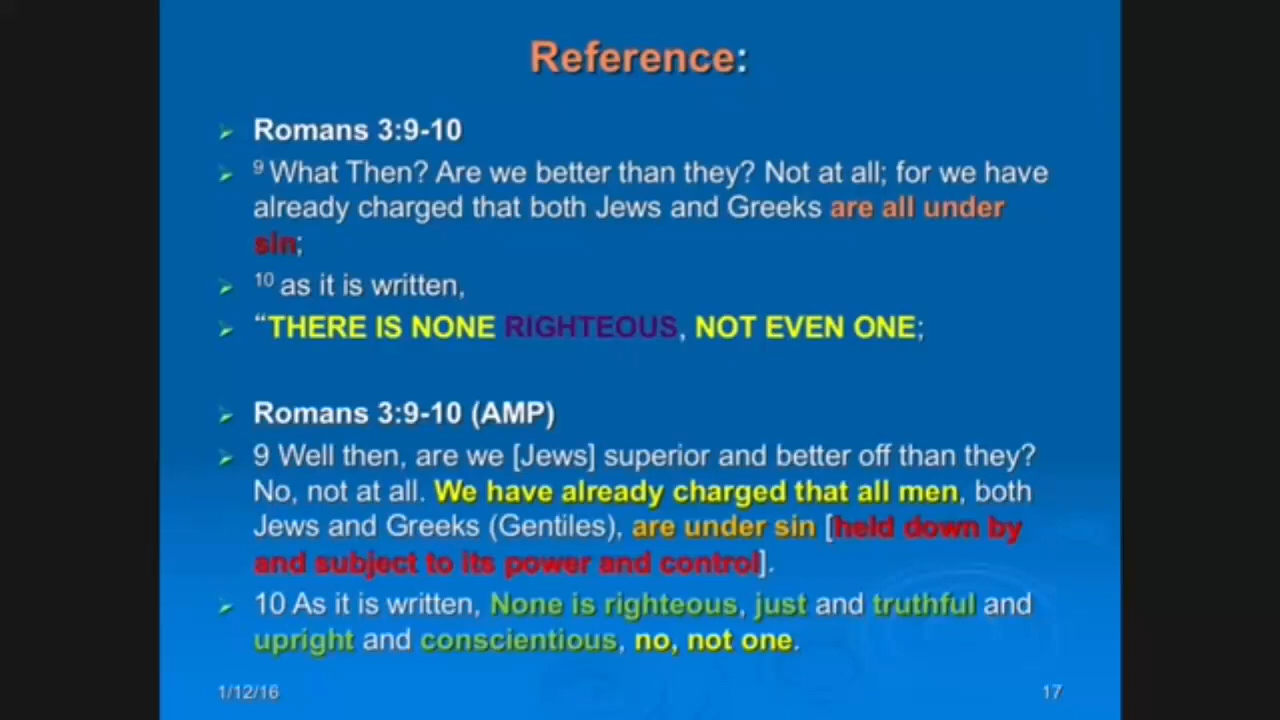 Reference:
Romans 3:9-10
9 What Then? Are we better than they? Not at all; for we have
already charged that both Jews and Greeks are all under
sin;
10 as it is written,
“THERE IS NONE RIGHTEOUS, NOT EVEN ONE;
Romans 3:9-10 (AMP)
9 Well then, are we [Jews] superior and better off than they?
No, not at all. We have already charged that all men, both
Jews and Greeks (Gentiles), are under sin [held down by
and subject to its power and control].
10 As it is written, None is righteous, just and truthful and
upright and conscientious, no, not one.
1/12/16
17